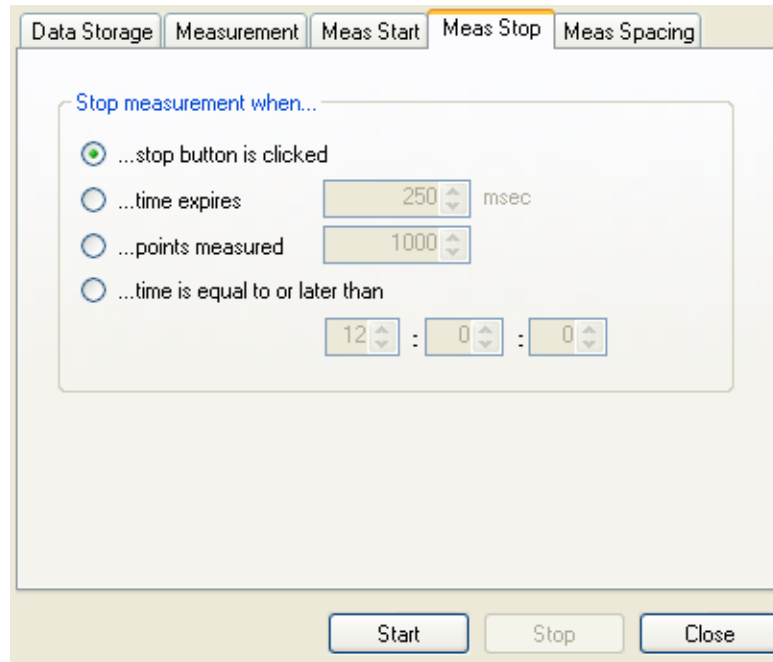 Data Storage Measurement Meas Start Meas Stop Meas Spacing
Stop measurement when...
...stop button is clicked
...time expires 250 msec
...points measured 1000
...time is equal to or later than
12 : 0 : 0
Start Stop Close